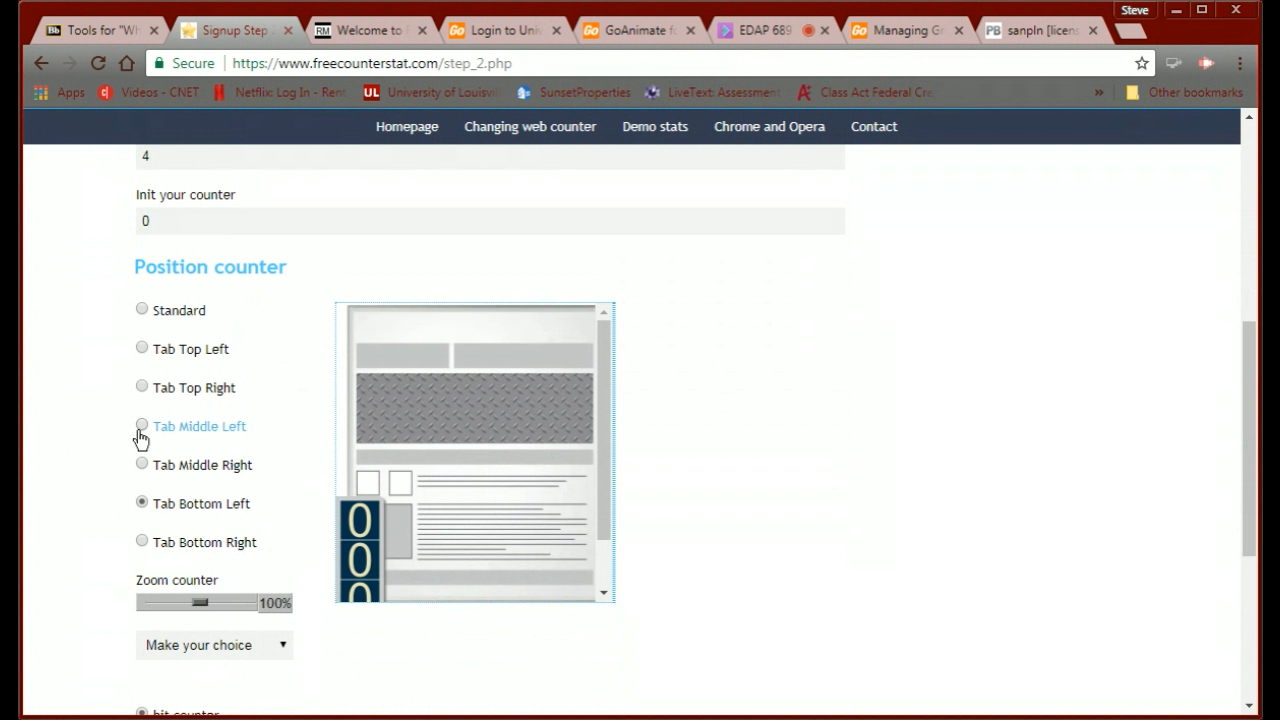 Steve
Tools for "Wh
Signup Step
Welcome to
Login to Univ
GoAnimate fo
EDAP 689
Managing Gr
sanpin [licens
Secure https://www.freecounterstat.com/step_2.php
Apps Videos - CNET Netflix: Log In - Rent University of Louisvil SunsetProperties LiveText: Assessment Class Act Federal Cre » Other bookmarks
Homepage Changing web counter Demo stats Chrome and Opera Contact
4
Init your counter
0
Position counter
Standard
Tab Top Left
Tab Top Right
Tab Middle Left
Tab Middle Right
Tab Bottom Left
Tab Bottom Right
0
0
0
Zoom counter
100%
Make your choice
hit counter